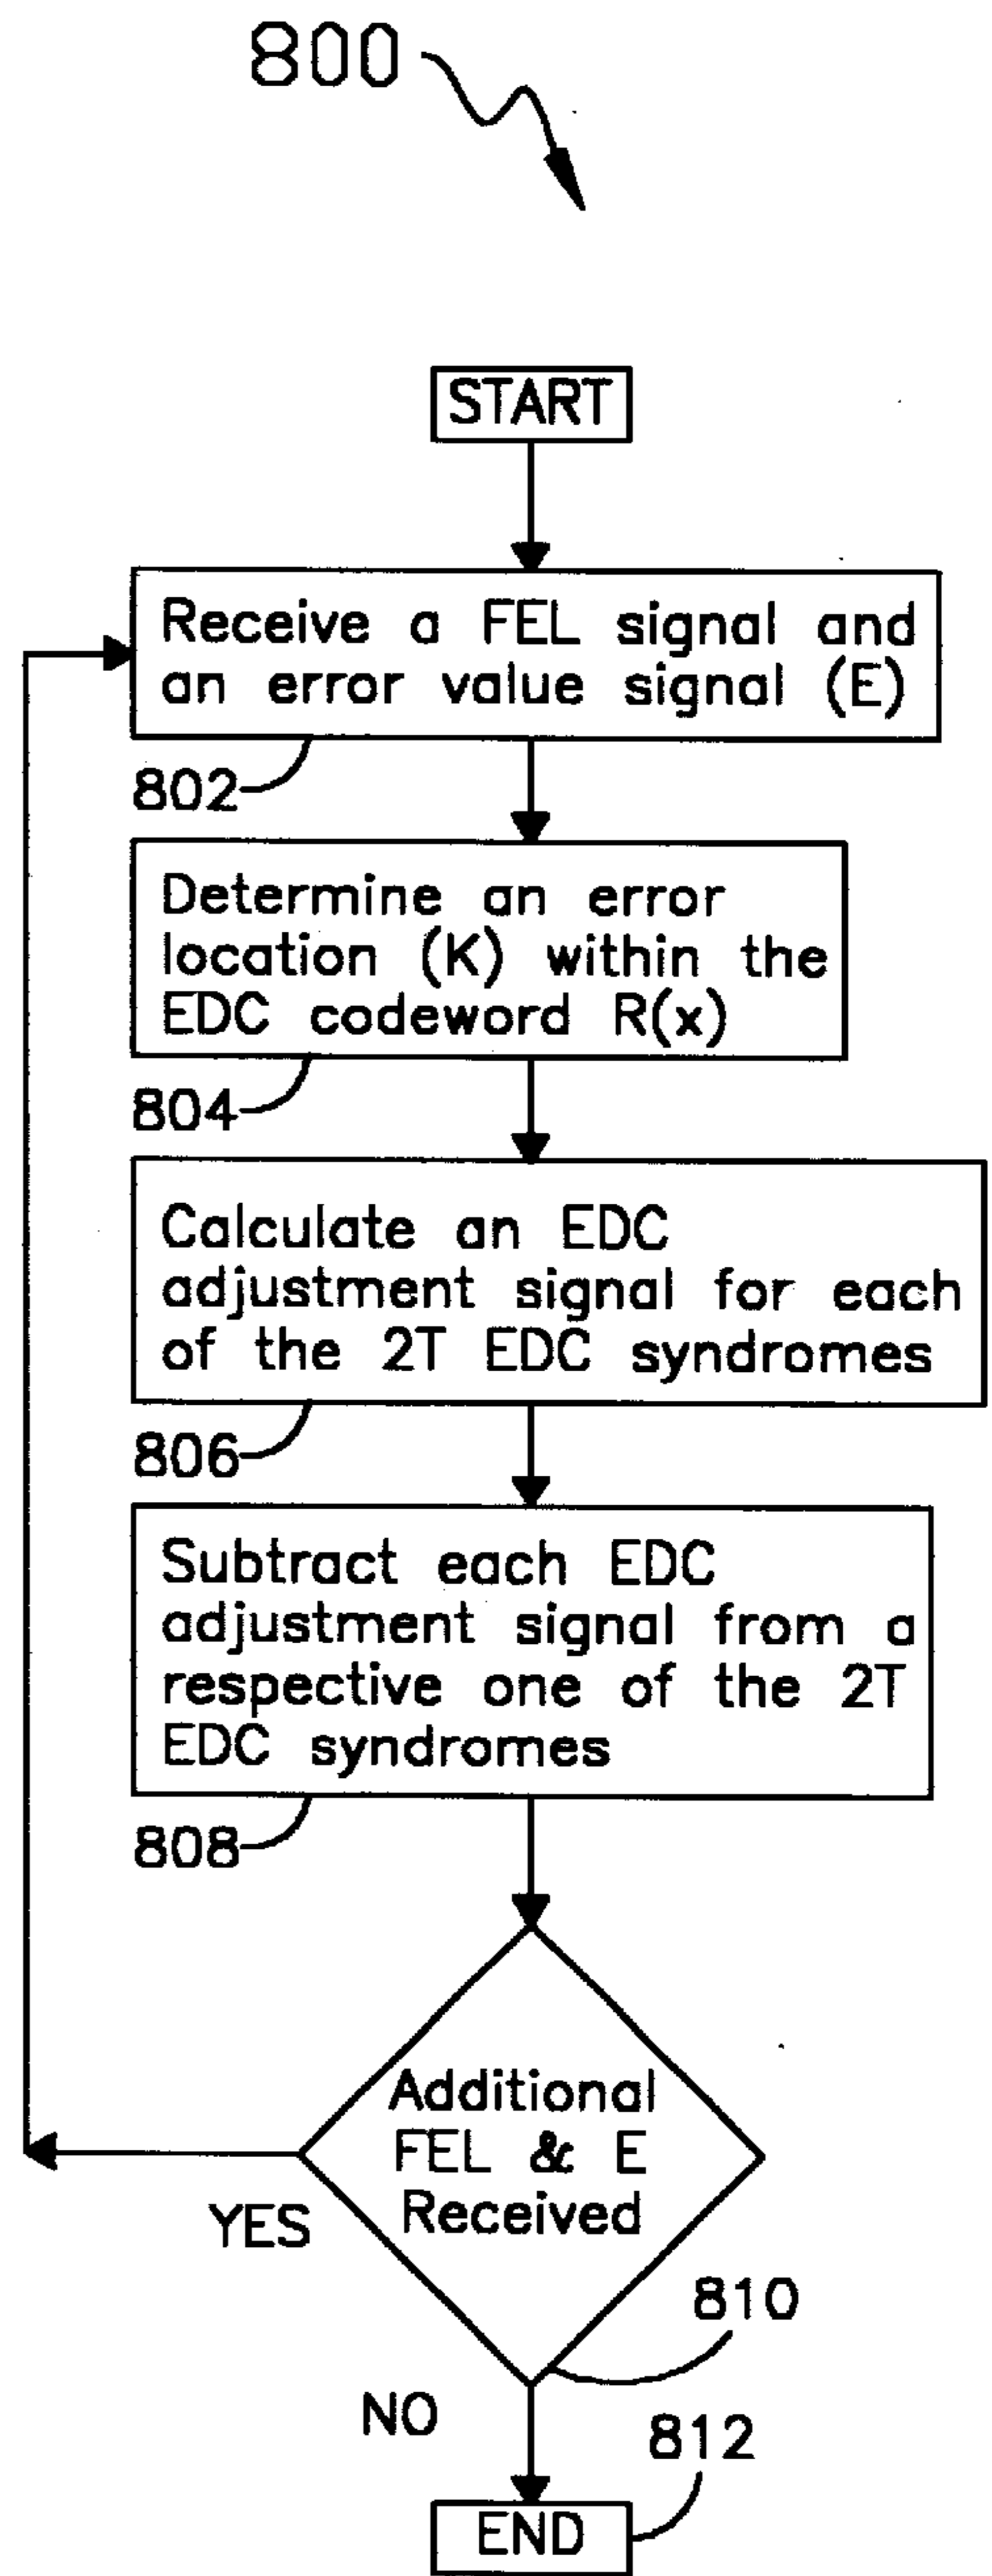 800
START
Receive a FEL signal and
an error value signal (E)
802
Determine an error
location (K) within the
EDC codeword R(x)
804
Calculate an EDC
adjustment signal for each
of the 2T EDC syndromes
806
Subtract each EDC
adjustment signal from a
respective one of the 2T
EDC syndromes
808
Additional
FEL & E
Received
YES
810
NO
812
END